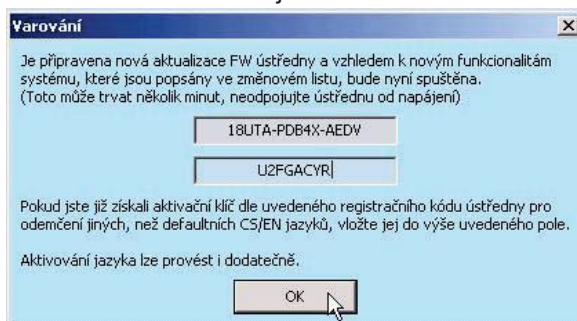 Varování
Je připravena nová aktualizace FW ústředny a vzhledem k novým funkcionalitám
systému, které jsou popsány ve změnovém listu, bude nyní spuštěna.
(Toto může trvat několik minut, neodpojujte ústřednu od napájení)
18UTA-PDB4X-AEDV
U2FGACYR
Pokud jste již získali aktivační klíč dle uvedeného registračního kódu ústředny pro
odemčení jiných, než defaultních CS/EN jazyků, vložte jej do výše uvedeného pole.
Aktivování jazyka lze provést i dodatečně.
OK